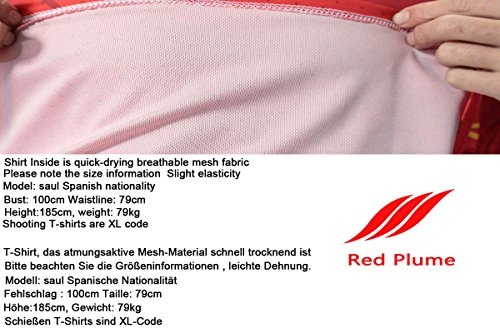 Shirt Inside is quick-drying breathable mesh fabric
Please note the size information  Slight elasticity
Model: saul Spanish nationality
Bust: 100cm Waistline: 79cm
Height:185cm, weight: 79kg
Shooting T-shirts are XL code
T-Shirt, das atmungsaktive Mesh-Material schnell trocknend ist
Bitte beachten Sie die Größeninformationen , leichte Dehnung.
Modell: saul Spanische Nationalität
Fehlschlag : 100cm Taille: 79cm
Höhe:185cm, Gewicht: 79kg
Schießen T-Shirts sind XL-Code
Red Plume